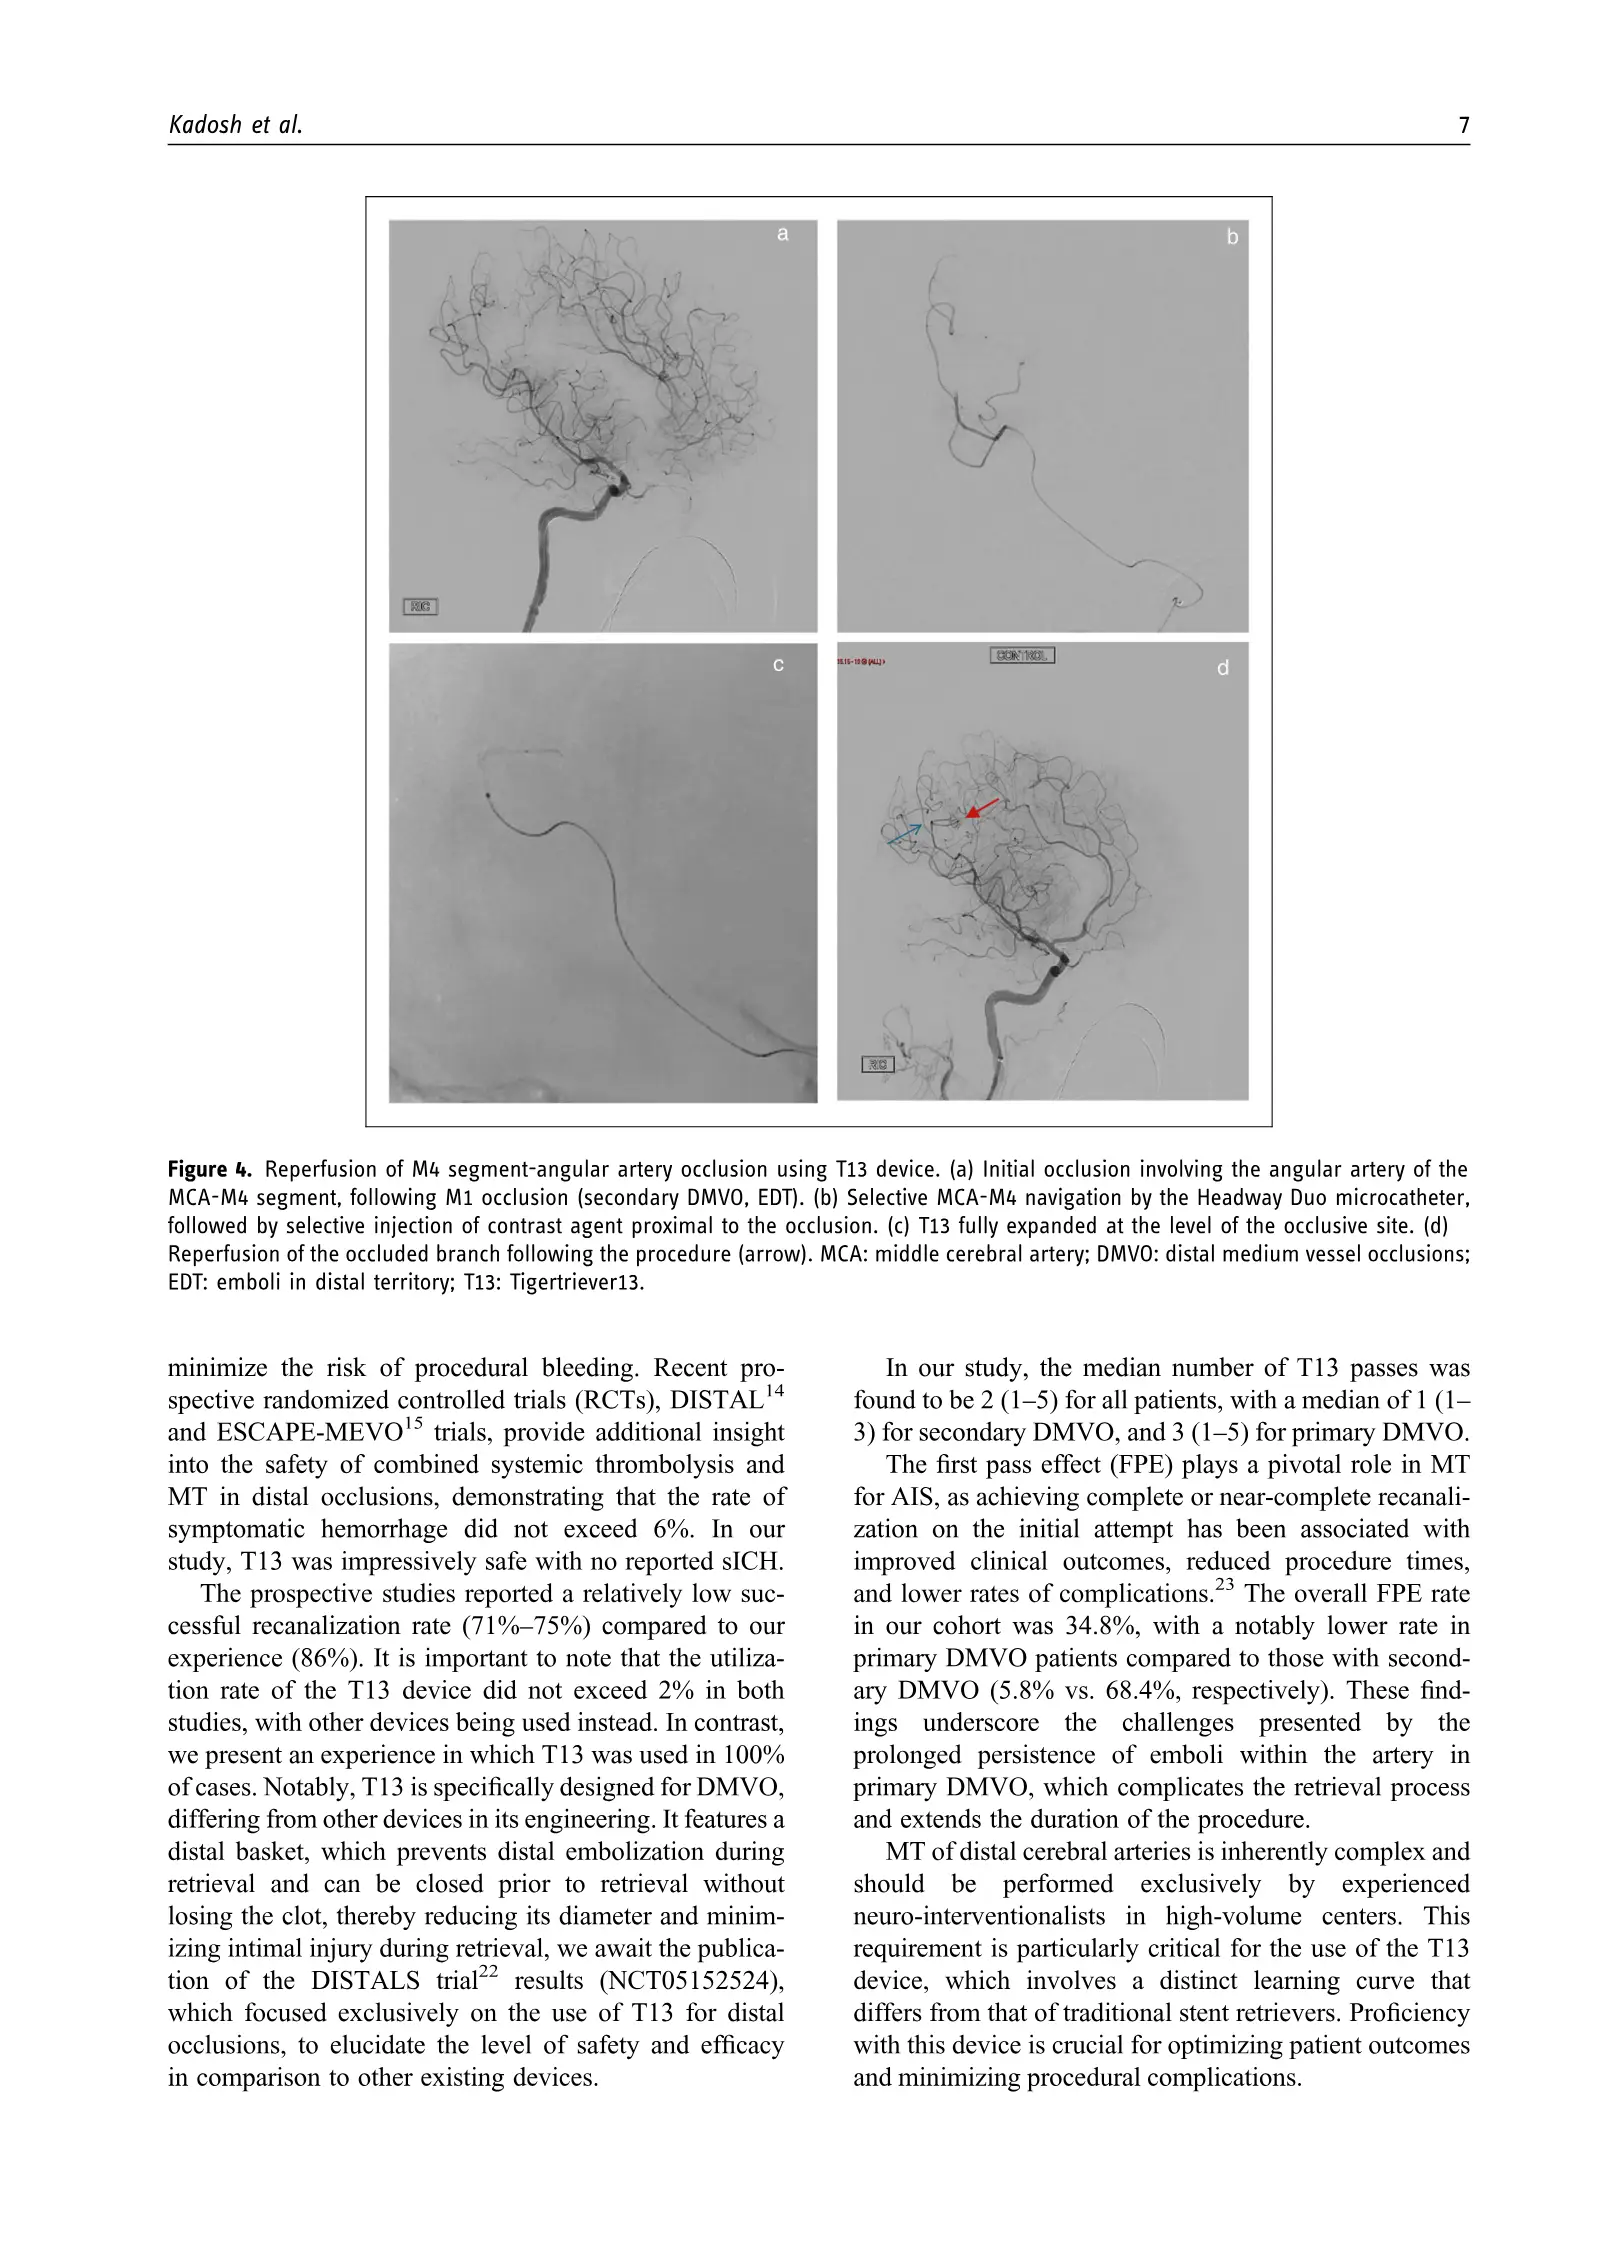 Kadosh et al.
7
a
b
RIC
c
CONTROL
d
RIC
Figure 4. Reperfusion of M4 segment-angular artery occlusion using T13 device. (a) Initial occlusion involving the angular artery of the
MCA-M4 segment, following M1 occlusion (secondary DMVO, EDT). (b) Selective MCA-M4 navigation by the Headway Duo microcatheter,
followed by selective injection of contrast agent proximal to the occlusion. (c) T13 fully expanded at the level of the occlusive site. (d)
Reperfusion of the occluded branch following the procedure (arrow). MCA: middle cerebral artery; DMVO: distal medium vessel occlusions;
EDT: emboli in distal territory; T13: Tigertriever13.
minimize the risk of procedural bleeding. Recent pro-
spective randomized controlled trials (RCTs), DISTAL14
and ESCAPE-MEVO15 trials, provide additional insight
into the safety of combined systemic thrombolysis and
MT in distal occlusions, demonstrating that the rate of
symptomatic hemorrhage did not exceed 6%. In our
study, T13 was impressively safe with no reported sICH.
The prospective studies reported a relatively low suc-
cessful recanalization rate (71%–75%) compared to our
experience (86%). It is important to note that the utiliza-
tion rate of the T13 device did not exceed 2% in both
studies, with other devices being used instead. In contrast,
we present an experience in which T13 was used in 100%
of cases. Notably, T13 is specifically designed for DMVO,
differing from other devices in its engineering. It features a
distal basket, which prevents distal embolization during
retrieval and can be closed prior to retrieval without
losing the clot, thereby reducing its diameter and minim-
izing intimal injury during retrieval, we await the publica-
tion of the DISTALS trial22 results (NCT05152524),
which focused exclusively on the use of T13 for distal
occlusions, to elucidate the level of safety and efficacy
in comparison to other existing devices.
In our study, the median number of T13 passes was
found to be 2 (1–5) for all patients, with a median of 1 (1–
3) for secondary DMVO, and 3 (1–5) for primary DMVO.
The first pass effect (FPE) plays a pivotal role in MT
for AIS, as achieving complete or near-complete recanali-
zation on the initial attempt has been associated with
improved clinical outcomes, reduced procedure times,
and lower rates of complications.23 The overall FPE rate
in our cohort was 34.8%, with a notably lower rate in
primary DMVO patients compared to those with second-
ary DMVO (5.8% vs. 68.4%, respectively). These find-
ings underscore the challenges presented by the
prolonged persistence of emboli within the artery in
primary DMVO, which complicates the retrieval process
and extends the duration of the procedure.
MT of distal cerebral arteries is inherently complex and
should be performed exclusively by experienced
neuro-interventionalists in high-volume centers. This
requirement is particularly critical for the use of the T13
device, which involves a distinct learning curve that
differs from that of traditional stent retrievers. Proficiency
with this device is crucial for optimizing patient outcomes
and minimizing procedural complications.